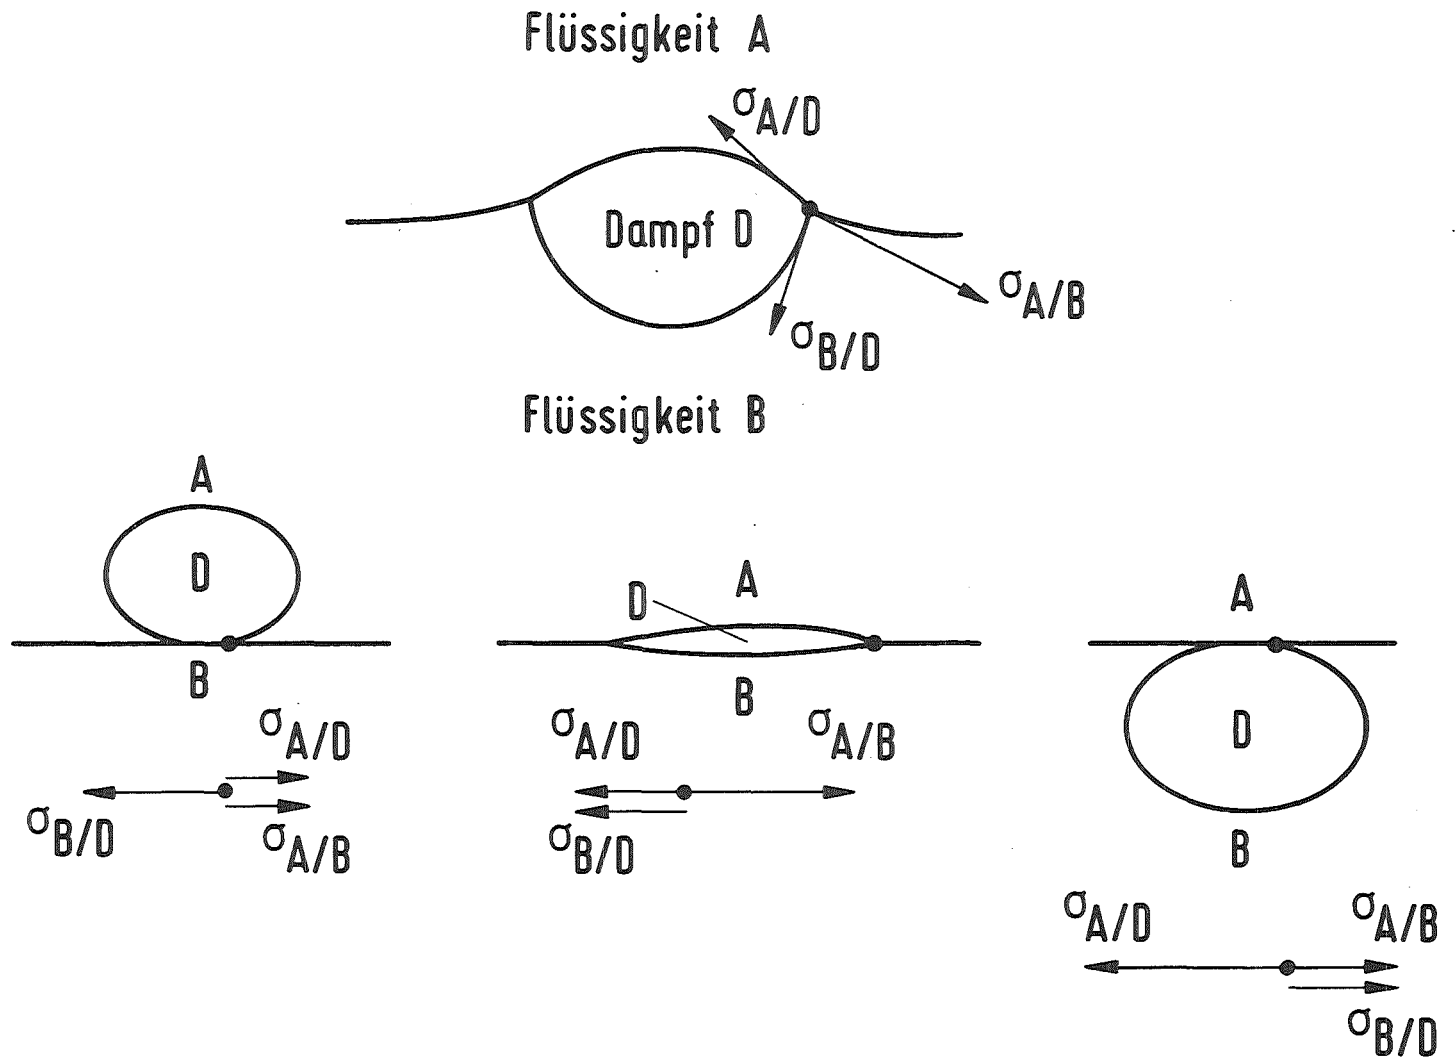 Flüssigkeit A
σA/D
Dampf D
σA/B
σB/D
Flüssigkeit B
A
D
B
σA/D
σB/D
σA/B
A
D
B
σA/D
σA/B
σB/D
A
D
B
σA/D
σA/B
σB/D